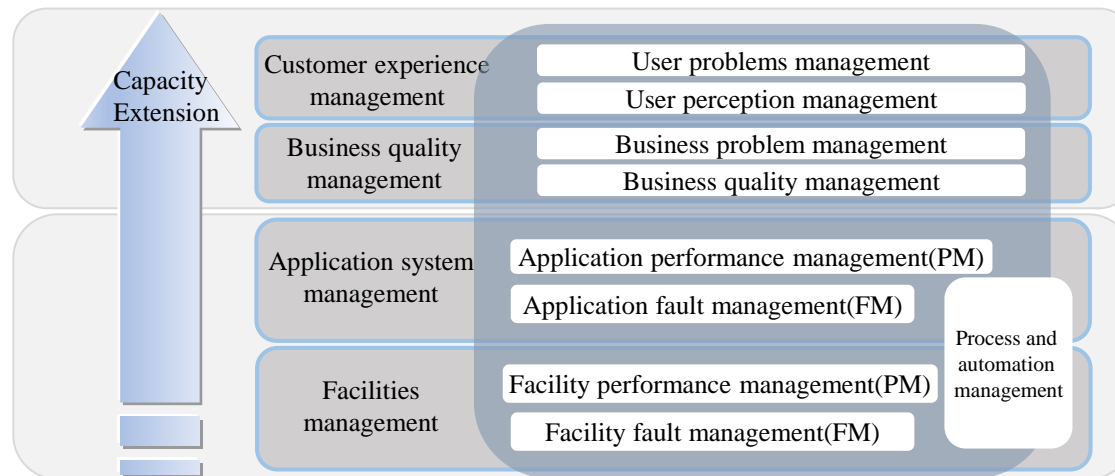 Capacity
Extension
Customer experience
management
User problems management
User perception management
Business quality
management
Business problem management
Business quality management
Application system
management
Application performance management(PM)
Application fault management(FM)
Process and
automation
management
Facilities
management
Facility performance management(PM)
Facility fault management(FM)